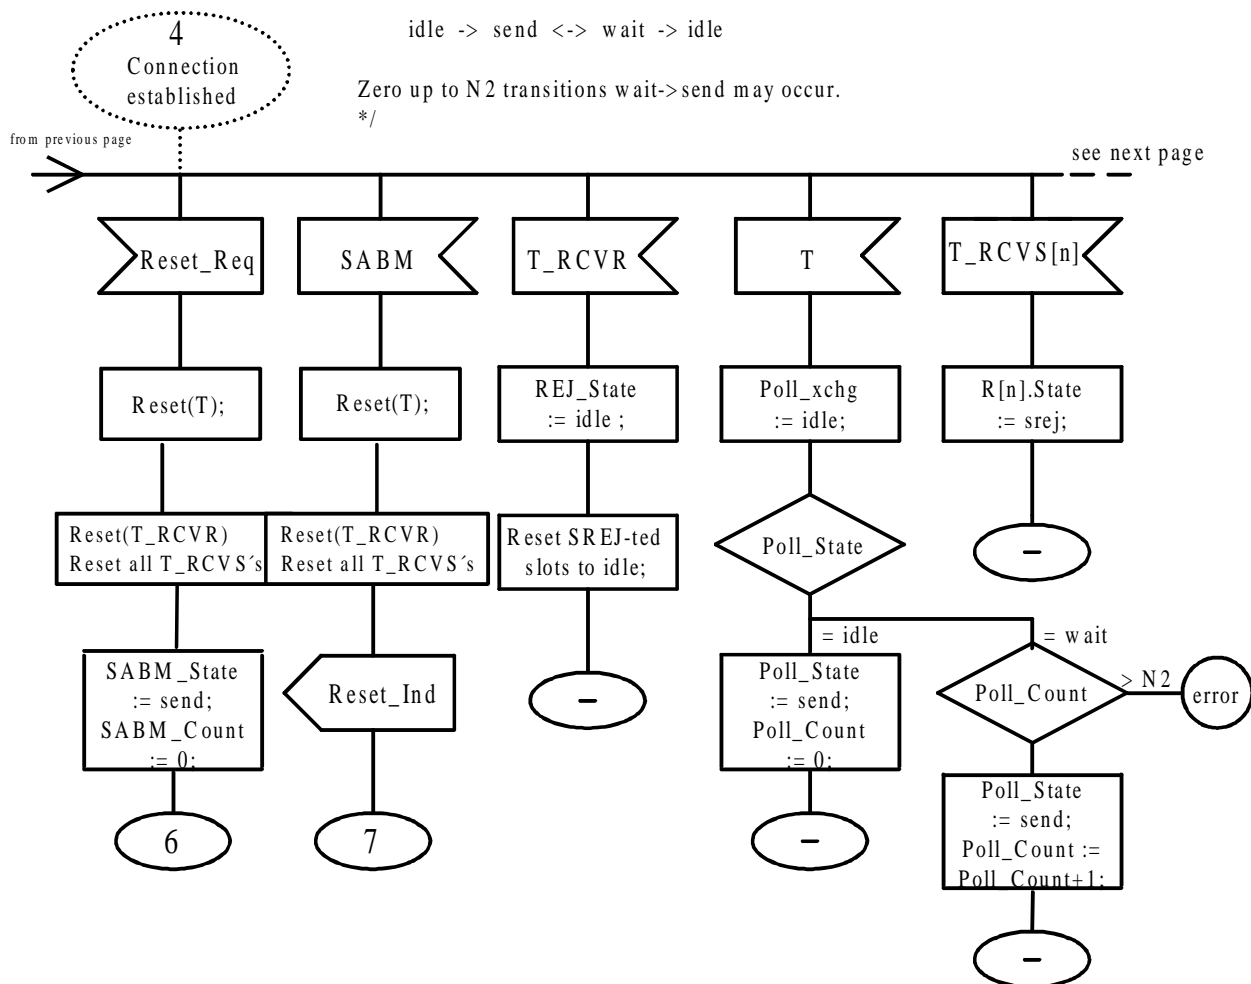 4
Connection
established
idle -> send <-> wait -> idle
Zero up to N2 transitions wait->send may occur.
*/
from previous page
see next page
Reset_Req
SABM
T_RCVR
T
T_RCVS[n]
Reset(T);
Reset(T);
REJ_State
:= idle ;
Poll_xchg
:= idle;
R[n].State
:= srej;
Reset(T_RCVR)
Reset all T_RCVS´s
Reset(T_RCVR)
Reset all T_RCVS´s
Reset SREJ-ted
slots to idle;
Poll_State
–
= idle
= wait
SABM_State
:= send;
SABM_Count
:= 0;
Reset_Ind
–
Poll_State
:= send;
Poll_Count
:= 0;
Poll_Count
> N2
error
6
7
–
Poll_State
:= send;
Poll_Count :=
Poll_Count+1;
–